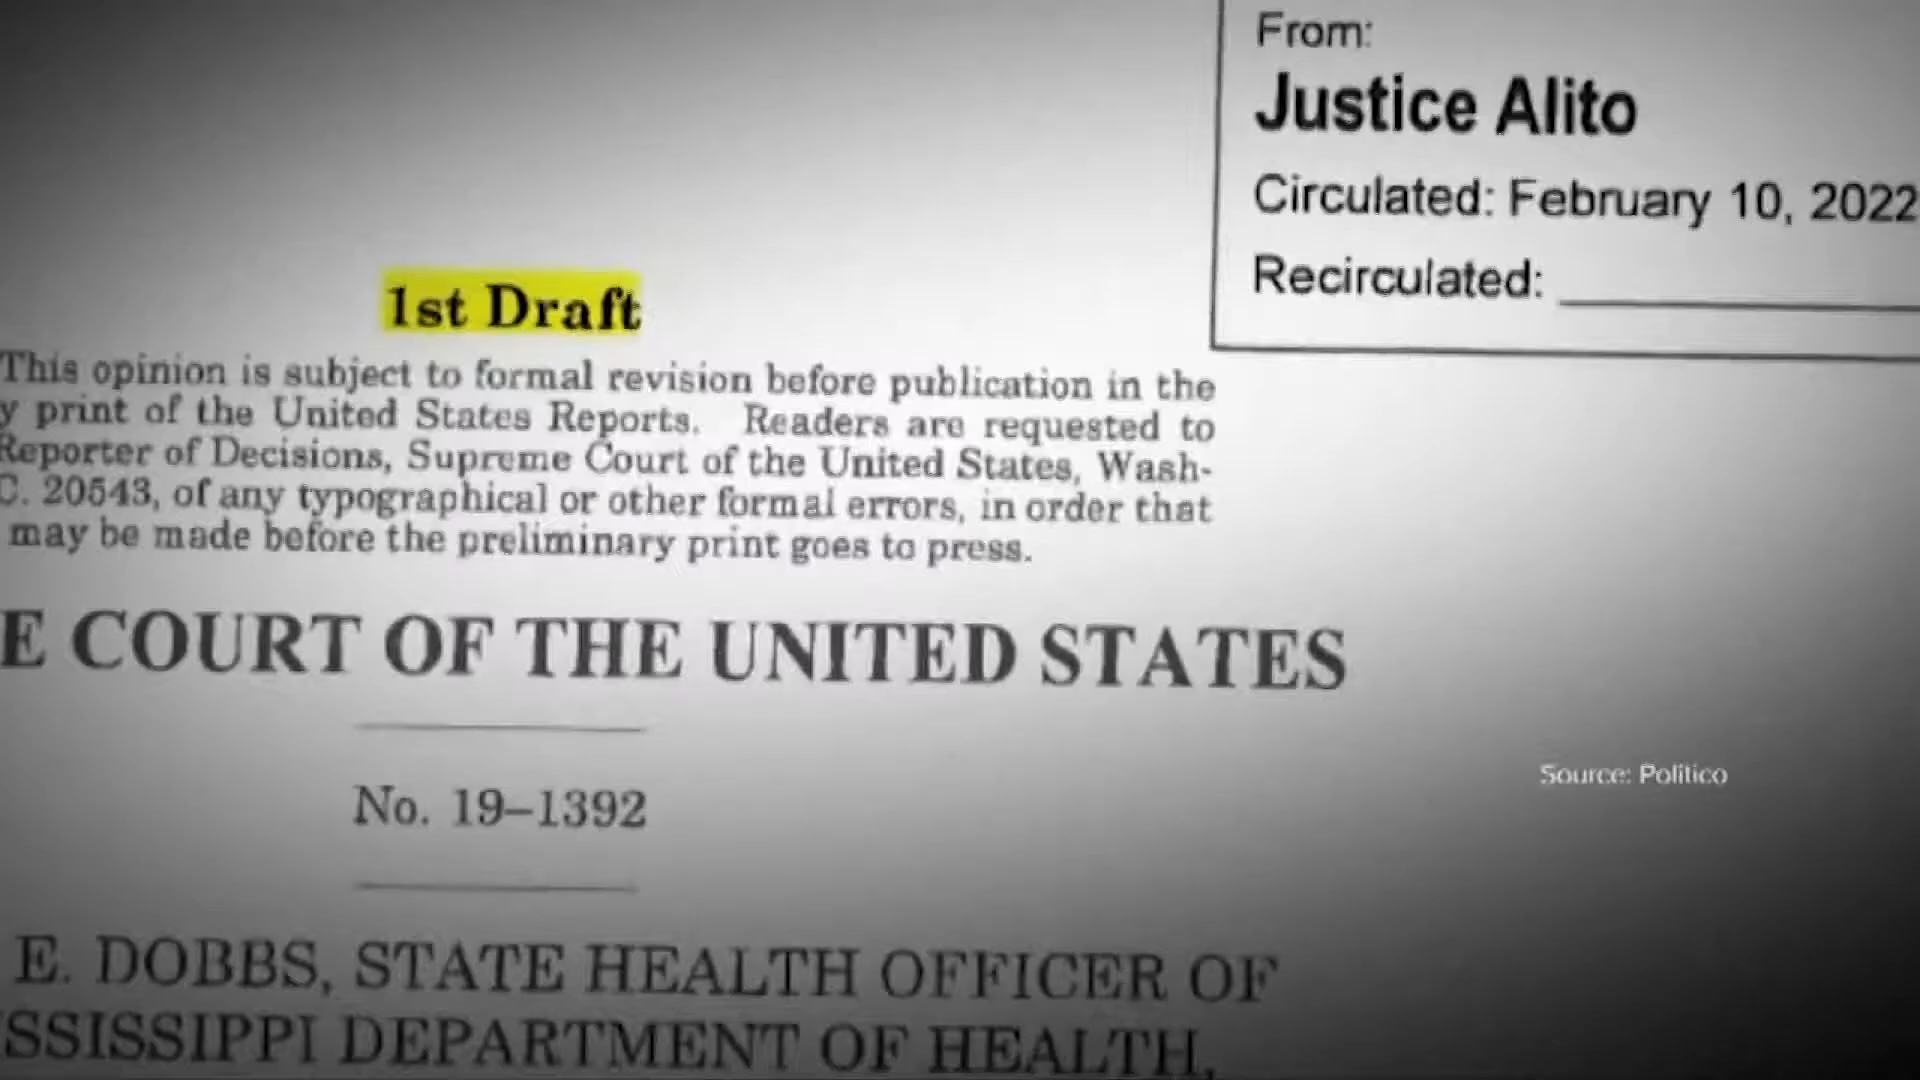 From:
Justice Alito
Circulated: February 10, 2022
Recirculated:
1st Draft
This opinion is subject to formal revision before publication in the
y print of the United States Reports. Readers are requested to
Reporter of Decisions, Supreme Court of the United States, Wash-
C. 20543, of any typographical or other formal errors, in order that
may be made before the preliminary print goes to press.
E COURT OF THE UNITED STATES
No. 19–1392
Source: Politico
E. DOBBS, STATE HEALTH OFFICER OF
SSISSIPPI DEPARTMENT OF HEALTH,